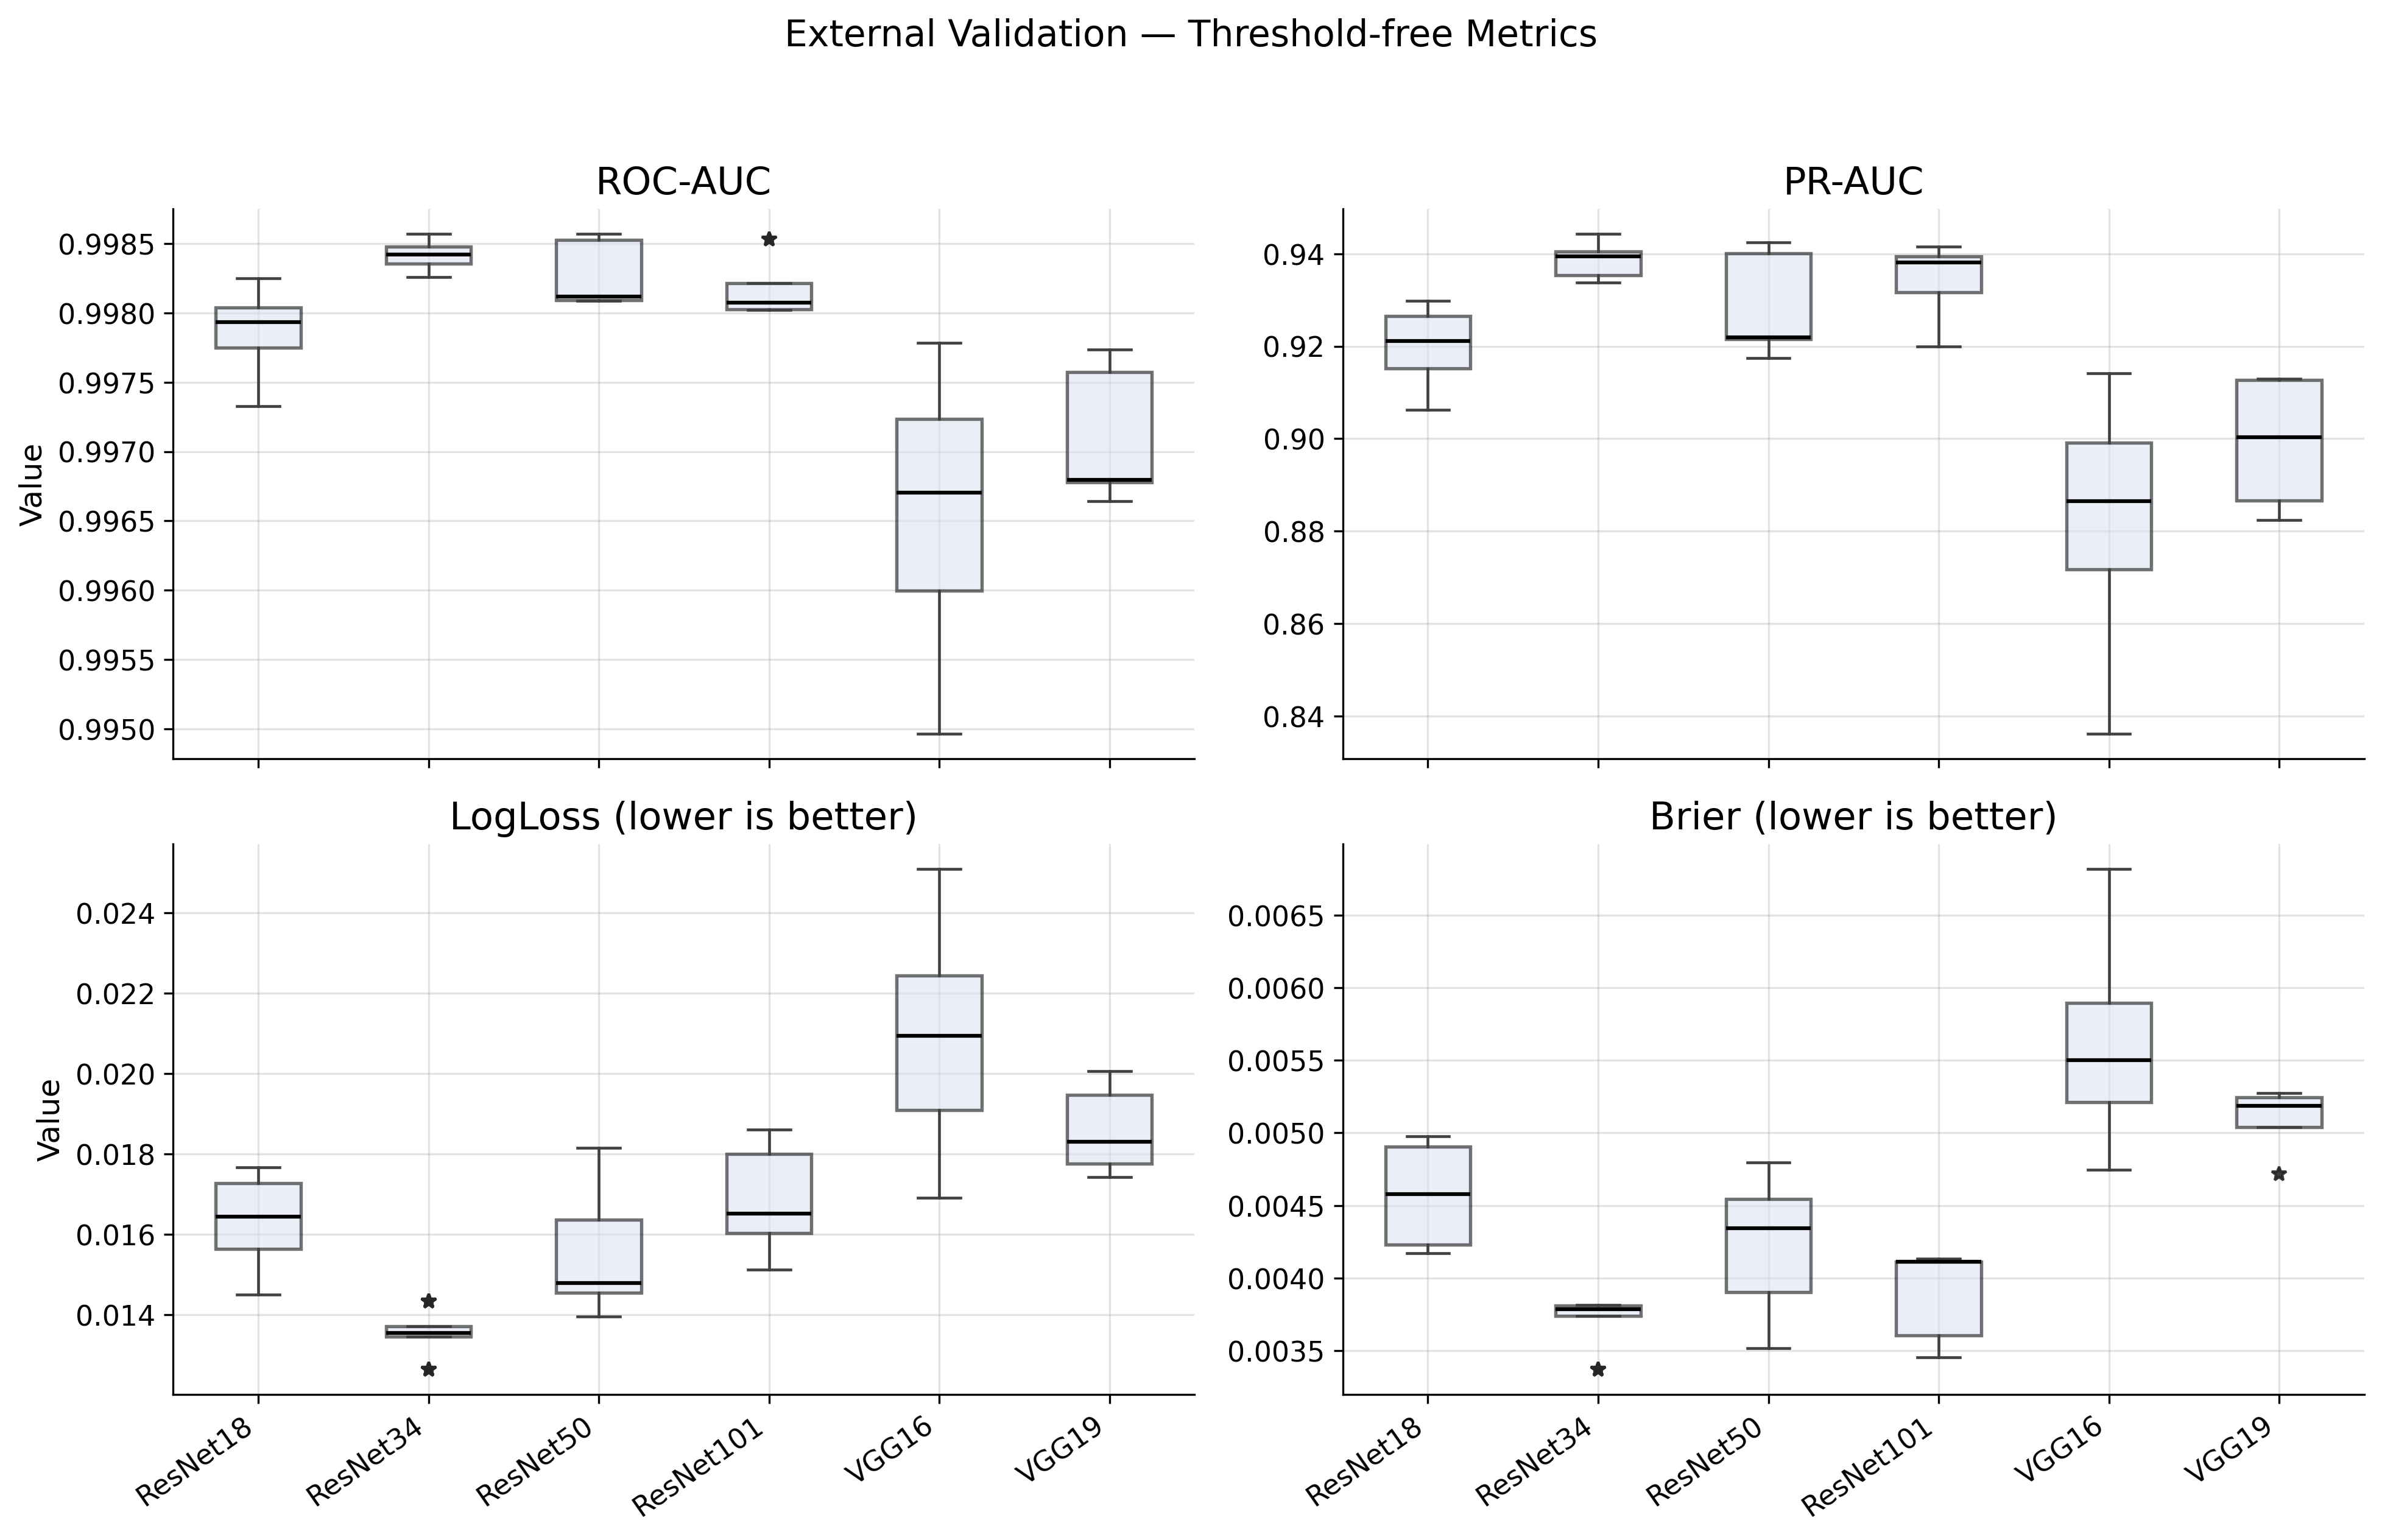 External Validation — Threshold-free Metrics
ROC-AUC
Value
0.9985
0.9980
0.9975
0.9970
0.9965
0.9960
0.9955
0.9950
PR-AUC
0.94
0.92
0.90
0.88
0.86
0.84
LogLoss (lower is better)
Value
0.024
0.022
0.020
0.018
0.016
0.014
ResNet18
ResNet34
ResNet50
ResNet101
VGG16
VGG19
Brier (lower is better)
0.0065
0.0060
0.0055
0.0050
0.0045
0.0040
0.0035
ResNet18
ResNet34
ResNet50
ResNet101
VGG16
VGG19